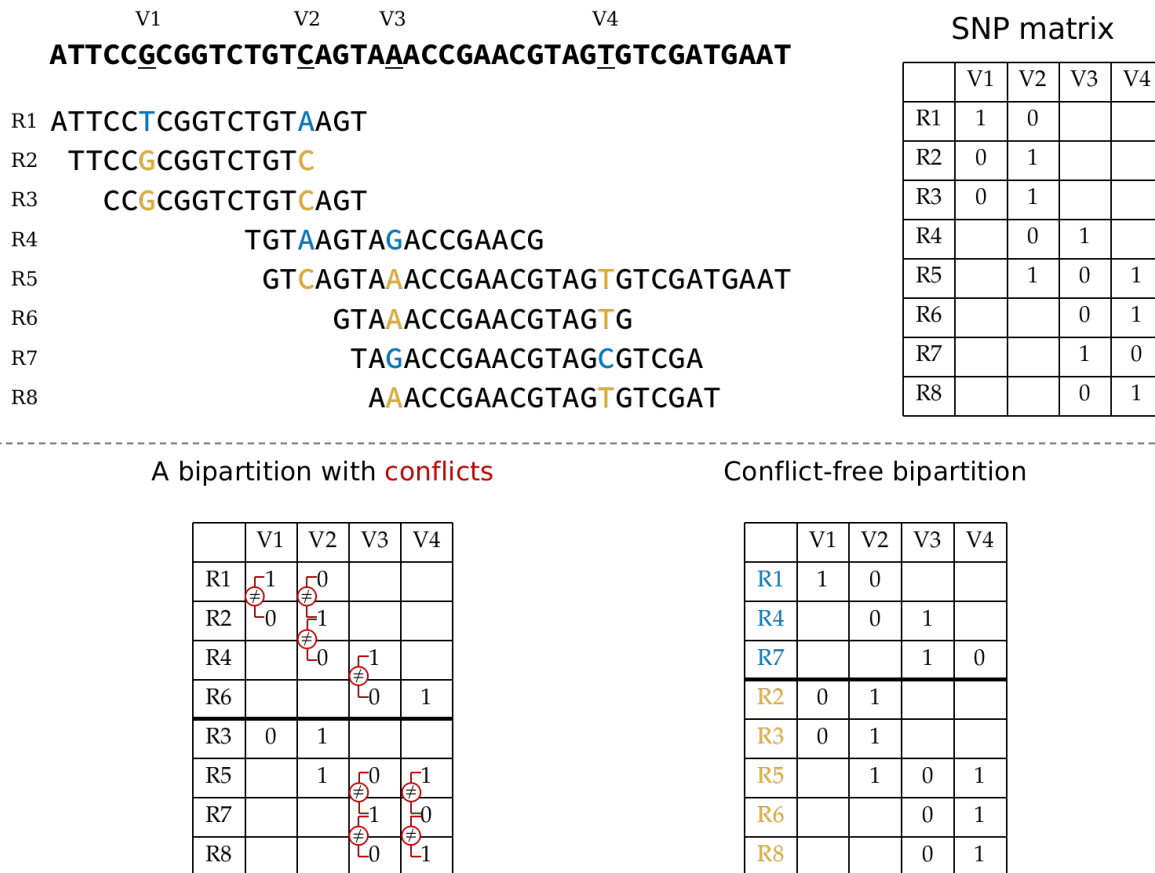 V1 V2 V3 V4
ATTCCGCGGTCTGTCAGTAAACCGAACGTAGTGTCGATGAAT
R1 ATTCCTCGGTCTGTAAGT
R2 TTCCGCGGTCTGTC
R3 CCGCGGTCTGTCAGT
R4 TGTAAGTAGACCGAACG
R5 GTCAGTAAACCGAACGTAGTGTCGATGAAT
R6 GTAAACCGAACGTAGTG
R7 TAGACCGAACGTAGCGTCGA
R8 AAACCGAACGTAGTGTCGAT
SNP matrix
V1 V2 V3 V4
R1 1 0
R2 0 1
R3 0 1
R4 0 1
R5 1 0 1
R6 0 1
R7 1 0
R8 0 1
A bipartition with conflicts
V1 V2 V3 V4
R1 1 0
≠ ≠
R2 0 1
≠
R4 0 1
≠
R6 0 1
R3 0 1
R5 1 0 1
≠ ≠
R7 1 0
≠ ≠
R8 0 1
Conflict-free bipartition
V1 V2 V3 V4
R1 1 0
R4 0 1
R7 1 0
R2 0 1
R3 0 1
R5 1 0 1
R6 0 1
R8 0 1